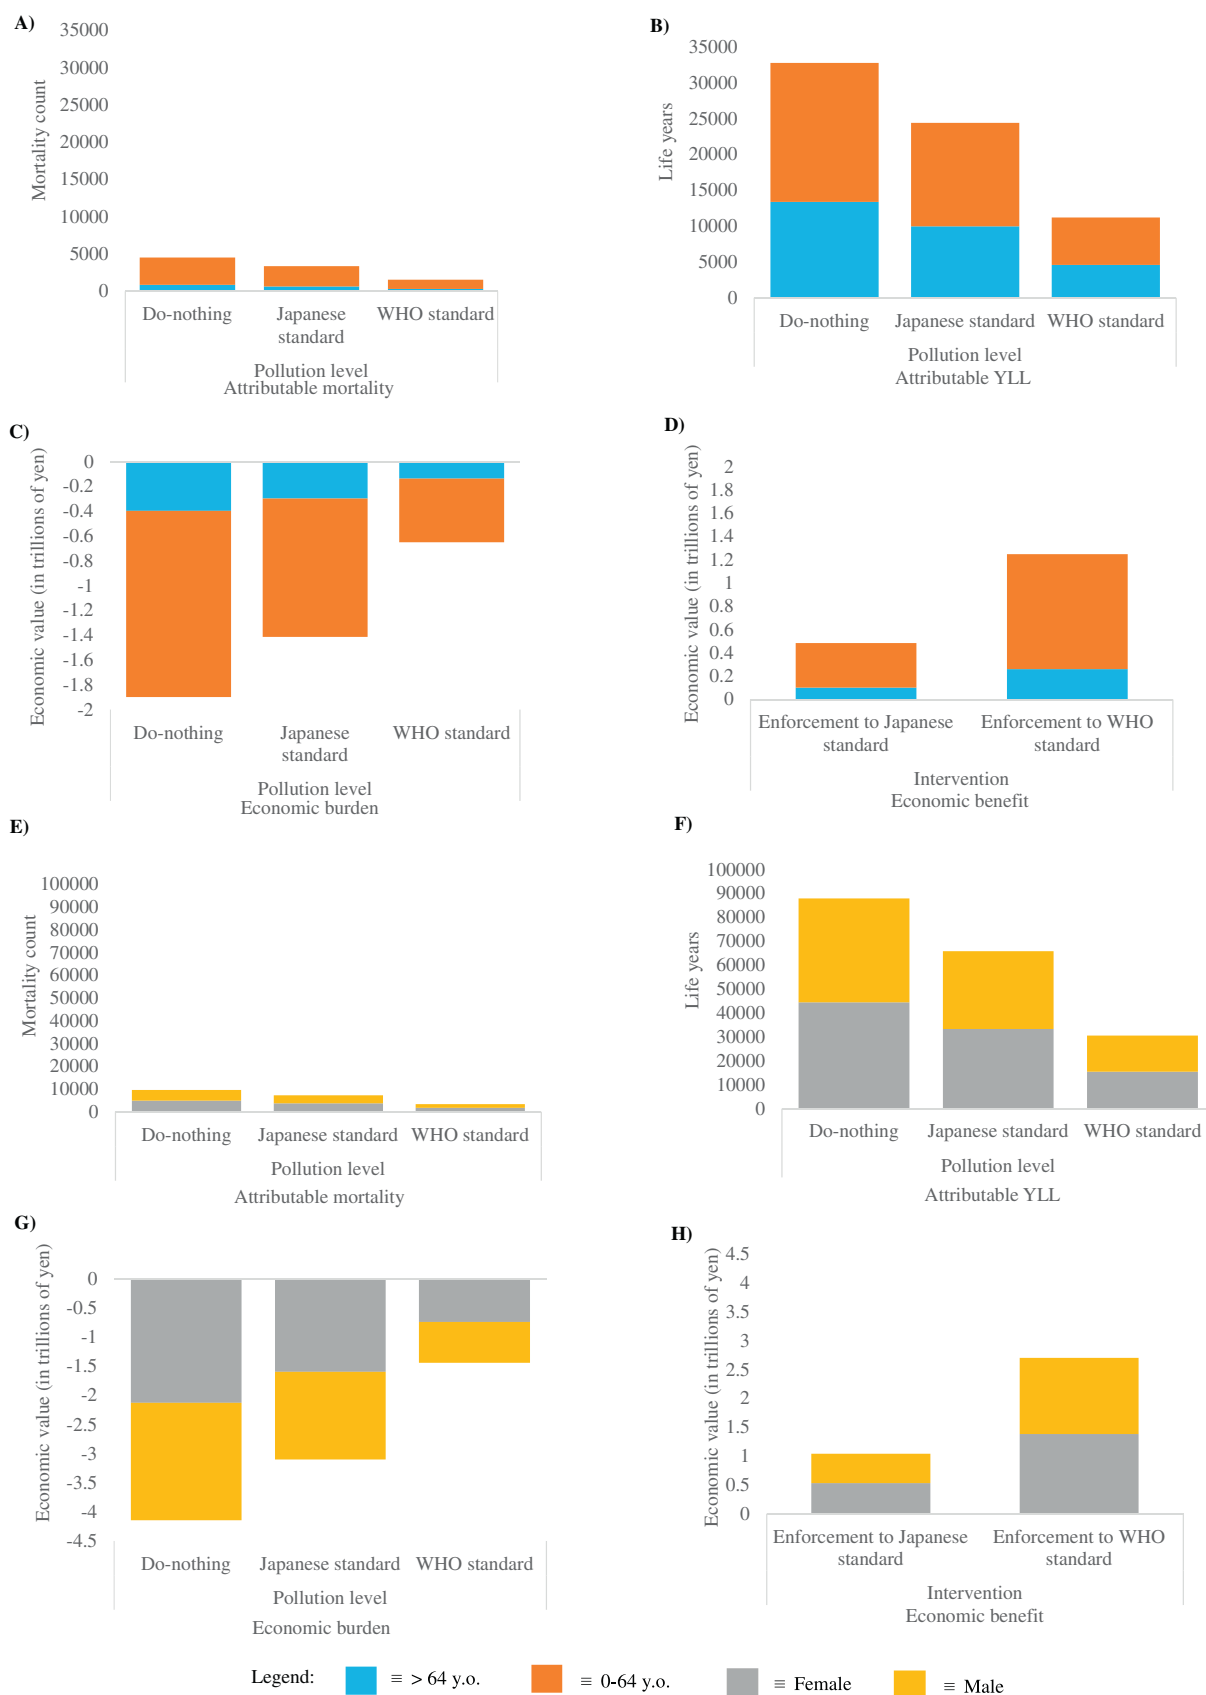 A)
35000
30000
25000
20000
15000
10000
5000
0
Mortality count
Do-nothing
Japanese
standard
WHO standard
Pollution level
Attributable mortality
B)
35000
30000
25000
20000
15000
10000
5000
0
Life years
Do-nothing
Japanese standard
WHO standard
Pollution level
Attributable YLL
C)
0
-0.2
-0.4
-0.6
-0.8
-1
-1.2
-1.4
-1.6
-1.8
-2
Economic value (in trillions of yen)
Do-nothing
Japanese
standard
WHO standard
Pollution level
Economic burden
D)
2
1.8
1.6
1.4
1.2
1
0.8
0.6
0.4
0.2
0
Economic value (in trillions of yen)
Enforcement to Japanese
standard
Enforcement to WHO
standard
Intervention
Economic benefit
E)
100000
90000
80000
70000
60000
50000
40000
30000
20000
10000
0
Mortality count
Do-nothing
Japanese standard
WHO standard
Pollution level
Attributable mortality
F)
100000
90000
80000
70000
60000
50000
40000
30000
20000
10000
0
Life years
Do-nothing
Japanese standard
WHO standard
Pollution level
Attributable YLL
G)
0
-0.5
-1
-1.5
-2
-2.5
-3
-3.5
-4
-4.5
Economic value (in trillions of yen)
Do-nothing
Japanese standard
WHO standard
Pollution level
Economic burden
H)
4.5
4
3.5
3
2.5
2
1.5
1
0.5
0
Economic value (in trillions of yen)
Enforcement to Japanese
standard
Enforcement to WHO
standard
Intervention
Economic benefit
Legend: ≡ > 64 y.o. ≡ 0-64 y.o. ≡ Female ≡ Male